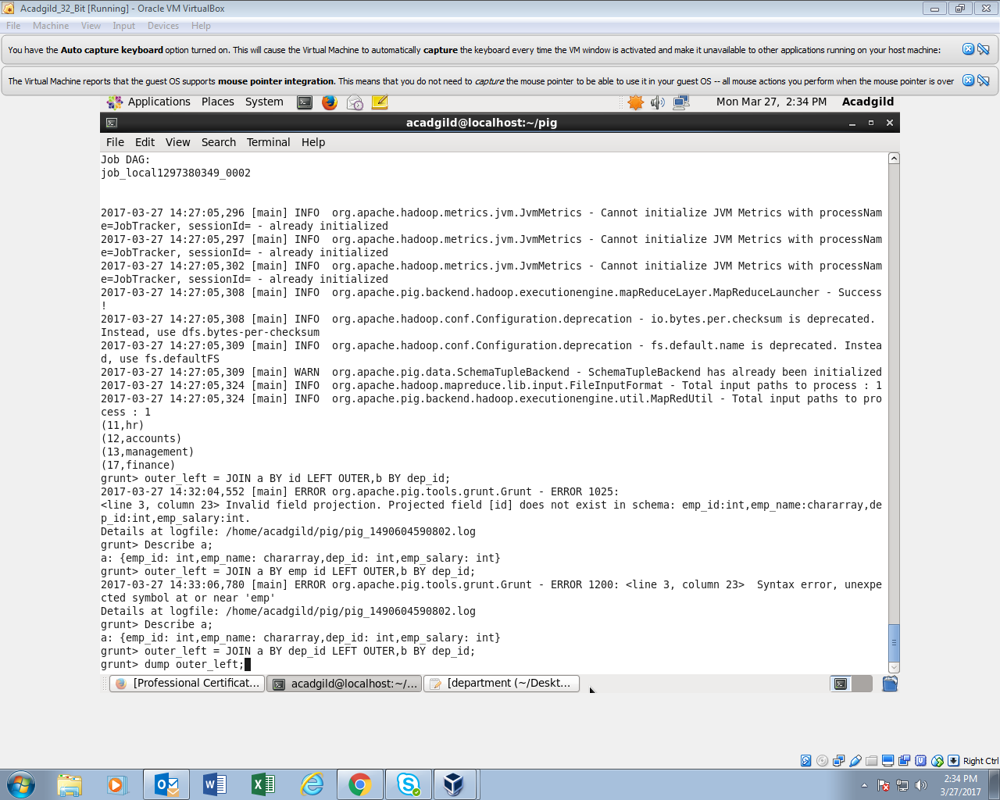 Acadgild_32_Bit [Running] - Oracle VM VirtualBox
File Machine View Input Devices Help
You have the Auto capture keyboard option turned on. This will cause the Virtual Machine to automatically capture the keyboard every time the VM window is activated and make it unavailable to other applications running on your host machine:
The Virtual Machine reports that the guest OS supports mouse pointer integration. This means that you do not need to capture the mouse pointer to be able to use it in your guest OS -- all mouse actions you perform when the mouse pointer is over
Applications Places System Mon Mar 27, 2:34 PM Acadgild
acadgild@localhost:~/pig
File Edit View Search Terminal Help
Job DAG:
job_local1297380349_0002
2017-03-27 14:27:05,296 [main] INFO  org.apache.hadoop.metrics.jvm.JvmMetrics - Cannot initialize JVM Metrics with processNam
e=JobTracker, sessionId= - already initialized
2017-03-27 14:27:05,297 [main] INFO  org.apache.hadoop.metrics.jvm.JvmMetrics - Cannot initialize JVM Metrics with processNam
e=JobTracker, sessionId= - already initialized
2017-03-27 14:27:05,302 [main] INFO  org.apache.hadoop.metrics.jvm.JvmMetrics - Cannot initialize JVM Metrics with processNam
e=JobTracker, sessionId= - already initialized
2017-03-27 14:27:05,308 [main] INFO  org.apache.pig.backend.hadoop.executionengine.mapReduceLayer.MapReduceLauncher - Success
!
2017-03-27 14:27:05,308 [main] INFO  org.apache.hadoop.conf.Configuration.deprecation - io.bytes.per.checksum is deprecated.
Instead, use dfs.bytes-per-checksum
2017-03-27 14:27:05,309 [main] INFO  org.apache.hadoop.conf.Configuration.deprecation - fs.default.name is deprecated. Instea
d, use fs.defaultFS
2017-03-27 14:27:05,309 [main] WARN  org.apache.pig.data.SchemaTupleBackend - SchemaTupleBackend has already been initialized
2017-03-27 14:27:05,324 [main] INFO  org.apache.hadoop.mapreduce.lib.input.FileInputFormat - Total input paths to process : 1
2017-03-27 14:27:05,324 [main] INFO  org.apache.pig.backend.hadoop.executionengine.util.MapRedUtil - Total input paths to pro
cess : 1
(11,hr)
(12,accounts)
(13,management)
(17,finance)
grunt> outer_left = JOIN a BY id LEFT OUTER,b BY dep_id;
2017-03-27 14:32:04,552 [main] ERROR org.apache.pig.tools.grunt.Grunt - ERROR 1025:
<line 3, column 23> Invalid field projection. Projected field [id] does not exist in schema: emp_id:int,emp_name:chararray,de
p_id:int,emp_salary:int.
Details at logfile: /home/acadgild/pig/pig_1490604590802.log
grunt> Describe a;
a: {emp_id: int,emp_name: chararray,dep_id: int,emp_salary: int}
grunt> outer_left = JOIN a BY emp id LEFT OUTER,b BY dep_id;
2017-03-27 14:33:06,780 [main] ERROR org.apache.pig.tools.grunt.Grunt - ERROR 1200: <line 3, column 23>  Syntax error, unexpe
cted symbol at or near 'emp'
Details at logfile: /home/acadgild/pig/pig_1490604590802.log
grunt> Describe a;
a: {emp_id: int,emp_name: chararray,dep_id: int,emp_salary: int}
grunt> outer_left = JOIN a BY dep_id LEFT OUTER,b BY dep_id;
grunt> dump outer_left;
[Professional Certificat... acadgild@localhost:~/... [department (~/Deskt...
Right Ctrl
2:34 PM
3/27/2017